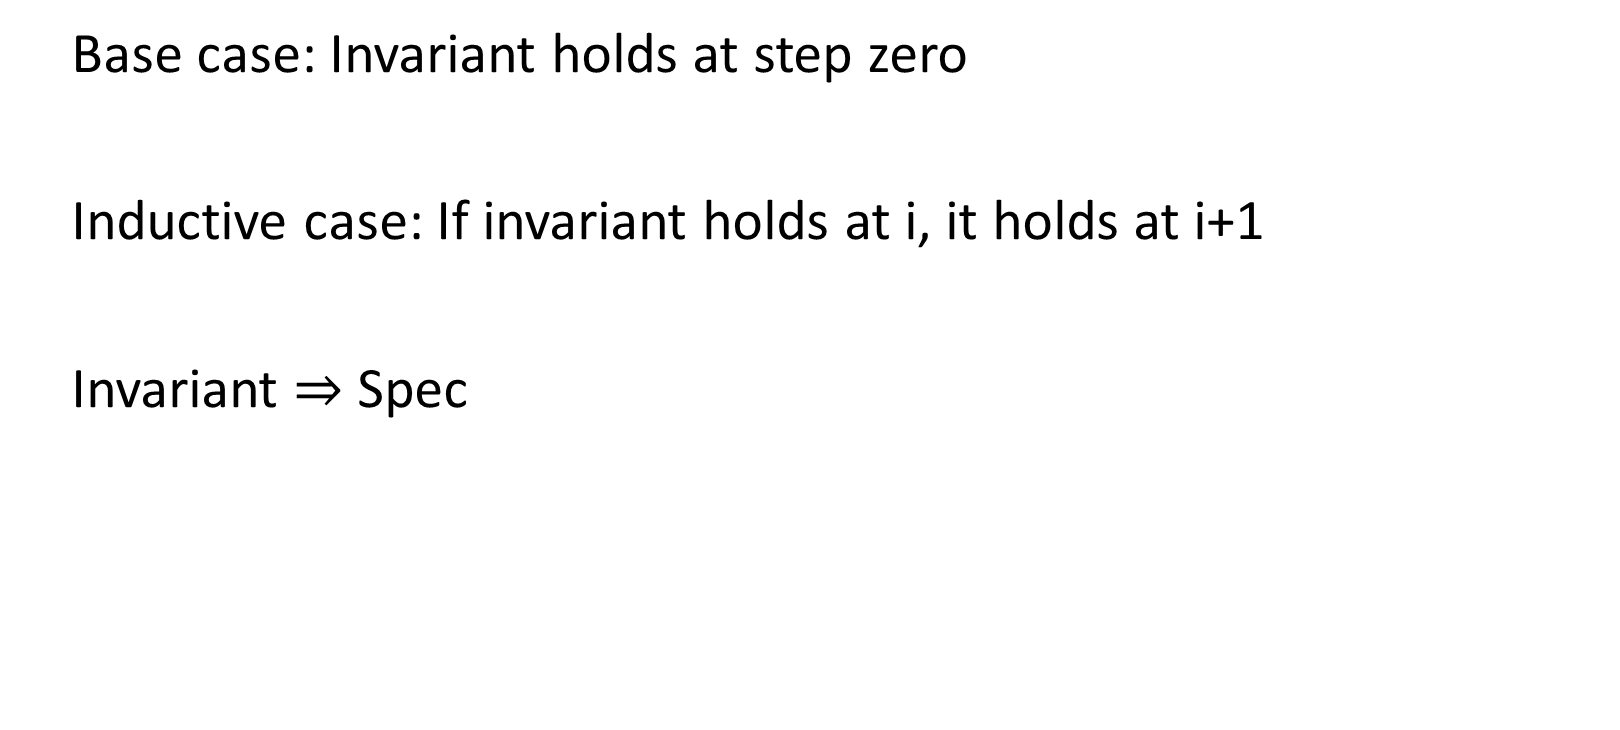 Base case: Invariant holds at step zero
Inductive case: If invariant holds at i, it holds at i+1
Invariant ⇒ Spec